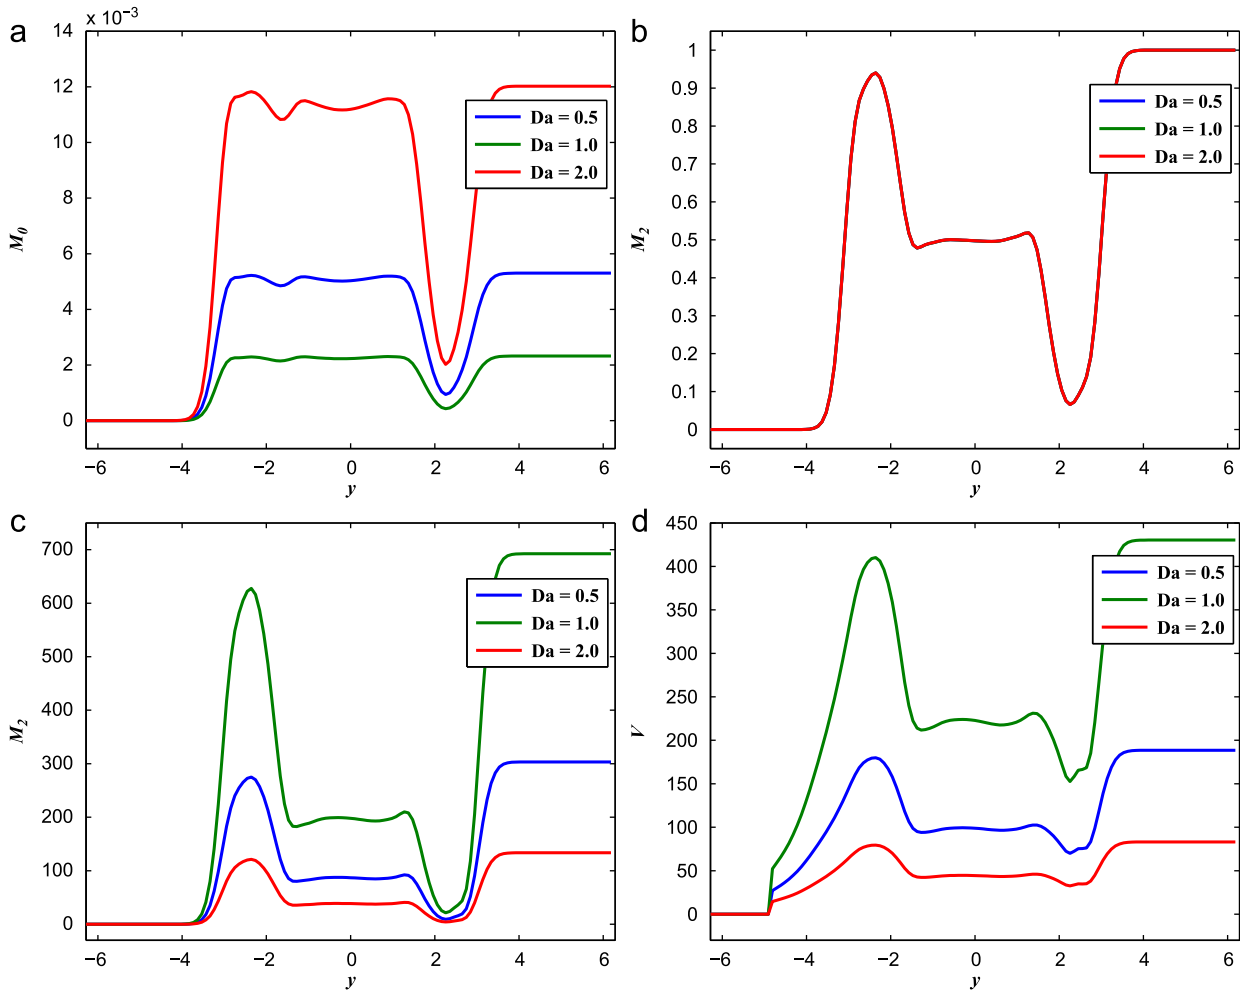 a
x 10⁻³
14
12
10
8
6
4
2
0
M₀
Da = 0.5
Da = 1.0
Da = 2.0
−6 −4 −2 0 2 4 6
y
b
1
0.9
0.8
0.7
0.6
0.5
0.4
0.3
0.2
0.1
0
M₂
Da = 0.5
Da = 1.0
Da = 2.0
−6 −4 −2 0 2 4 6
y
c
700
600
500
400
300
200
100
0
M₂
Da = 0.5
Da = 1.0
Da = 2.0
−6 −4 −2 0 2 4 6
y
d
450
400
350
300
250
200
150
100
50
0
V
Da = 0.5
Da = 1.0
Da = 2.0
−6 −4 −2 0 2 4 6
y